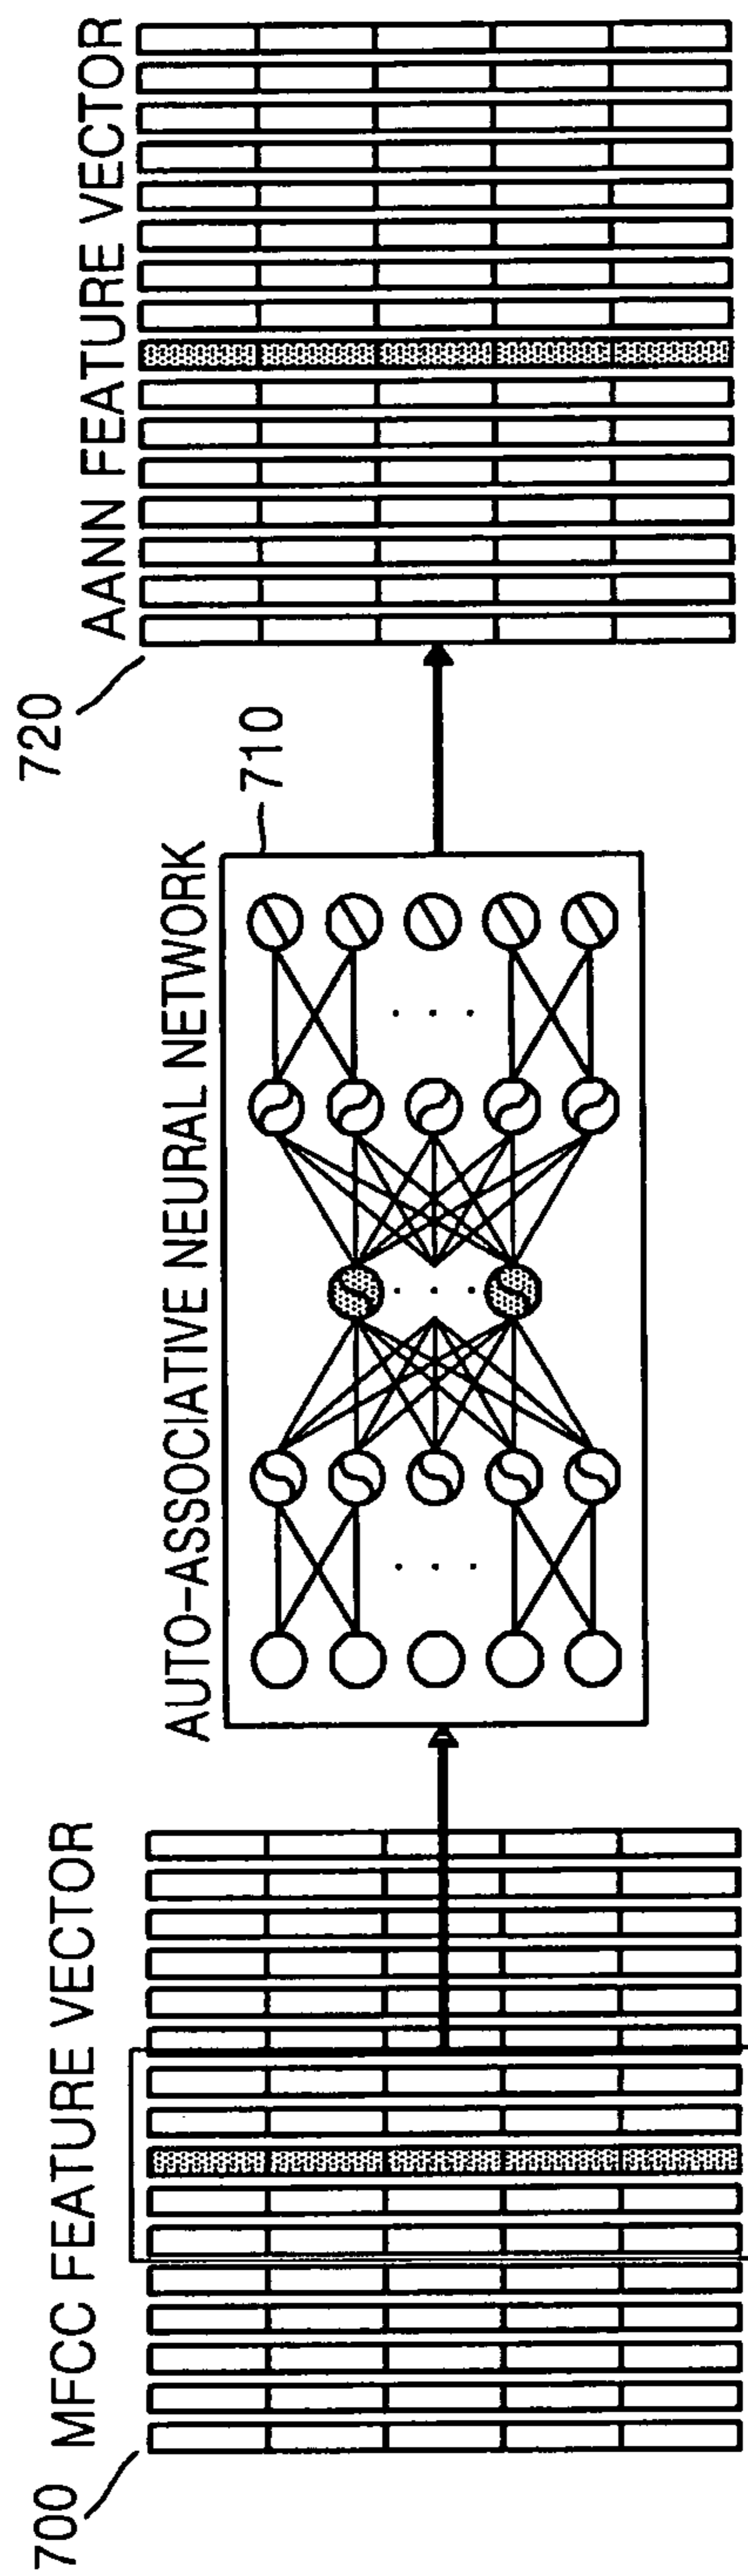 700
MFCC FEATURE VECTOR
AUTO-ASSOCIATIVE NEURAL NETWORK
710
720
AANN FEATURE VECTOR